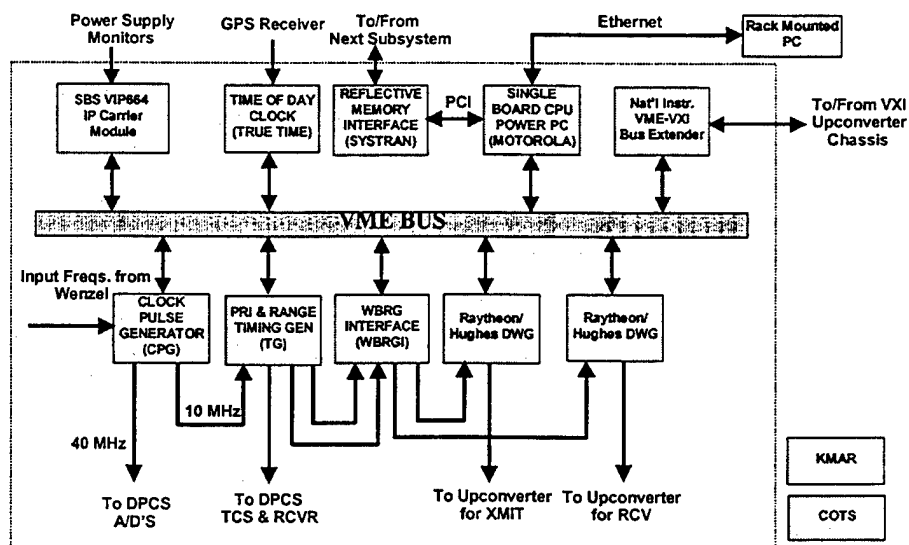 Power Supply
Monitors
GPS Receiver
To/From
Next Subsystem
Ethernet
Rack Mounted
PC
SBS VIP664
IP Carrier
Module
TIME OF DAY
CLOCK
(TRUE TIME)
REFLECTIVE
MEMORY
INTERFACE
(SYSTRAN)
PCI
SINGLE
BOARD CPU
POWER PC
(MOTOROLA)
Nat'l Instr.
VME-VXI
Bus Extender
To/From VXI
Upconverter
Chassis
VME BUS
Input Freqs. from
Wenzel
CLOCK
PULSE
GENERATOR
(CPG)
PRI & RANGE
TIMING GEN
(TG)
WBRG
INTERFACE
(WBRGI)
Raytheon/
Hughes DWG
Raytheon/
Hughes DWG
10 MHz
40 MHz
To DPCS
A/D'S
To DPCS
TCS & RCVR
To Upconverter
for XMIT
To Upconverter
for RCV
KMAR
COTS